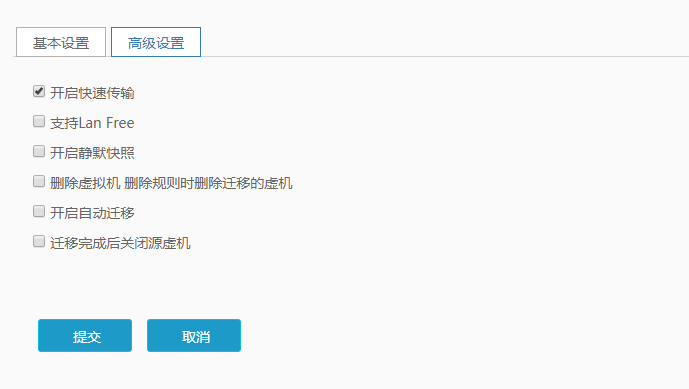 基本设置 高级设置
开启快速传输
支持Lan Free
开启静默快照
删除虚拟机 删除规则时删除迁移的虚机
开启自动迁移
迁移完成后关闭源虚机
提交 取消